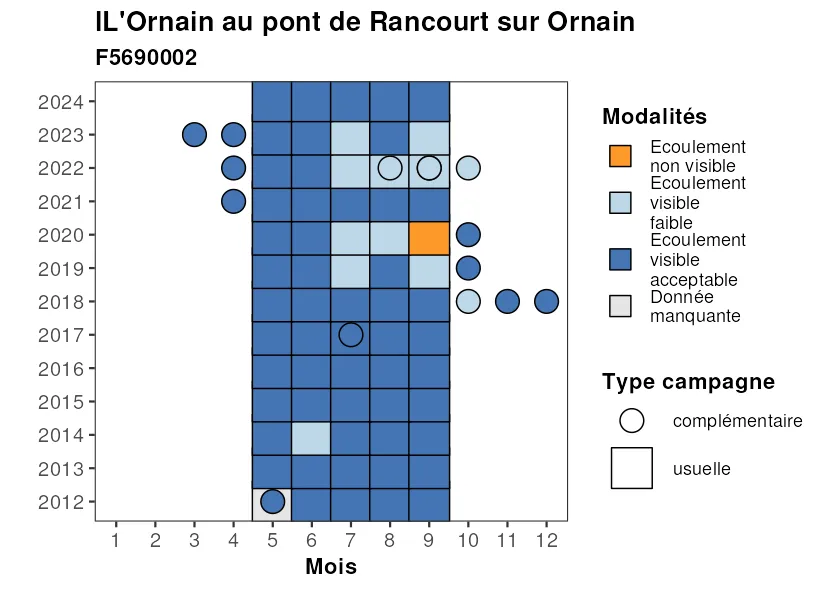 lL'Ornain au pont de Rancourt sur Ornain
F5690002
2024
2023
2022
2021
2020
2019
2018
2017
2016
2015
2014
2013
2012
1 2 3 4 5 6 7 8 9 10 11 12
Mois
Modalités
Ecoulement
non visible
Ecoulement
visible
faible
Ecoulement
visible
acceptable
Donnée
manquante
Type campagne
complémentaire
usuelle